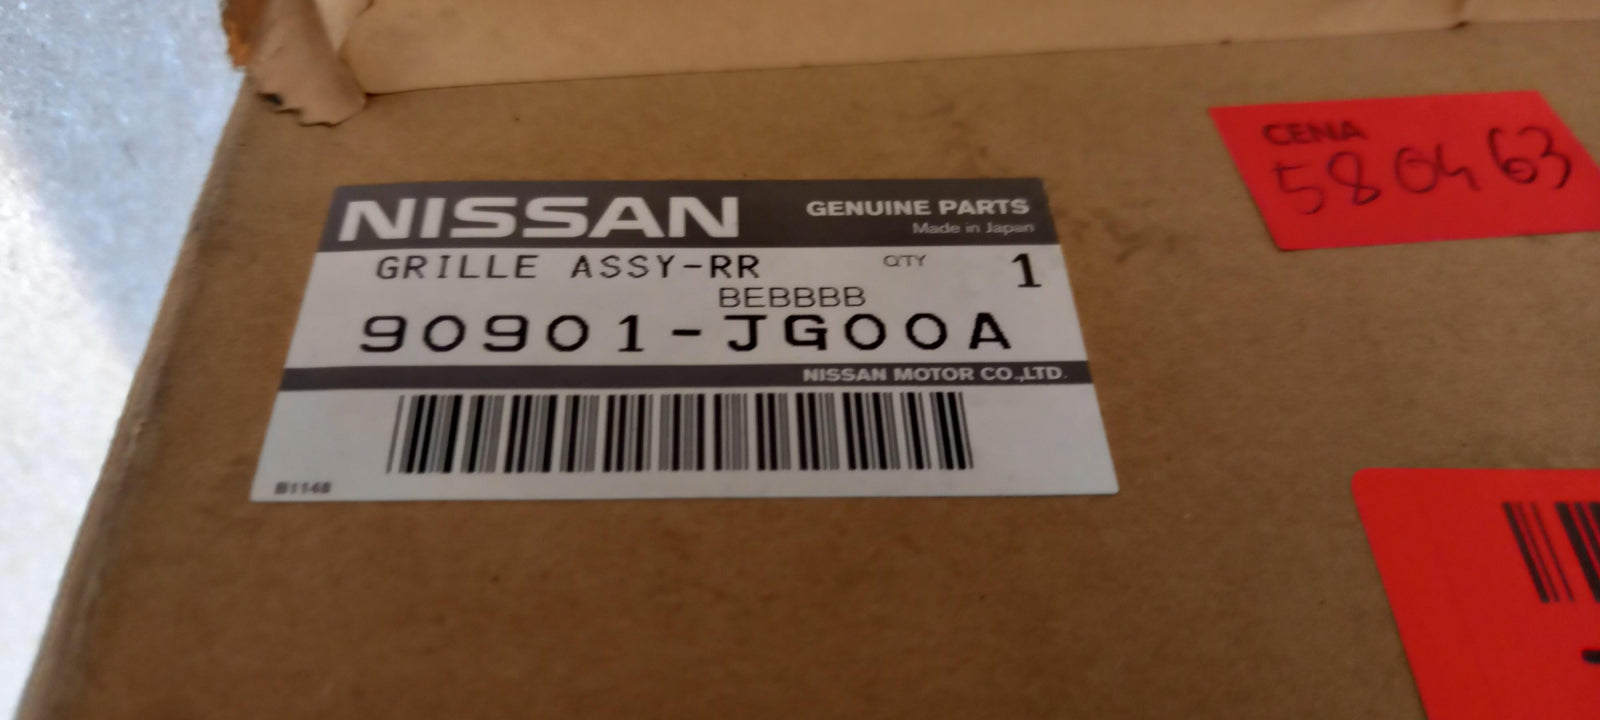 NISSAN GENUINE PARTS
Made in Japan
GRILLE ASSY-RR QTY 1
BEBBBB
90901-JG00A
NISSAN MOTOR CO.,LTD.
B1148
CENA
580463